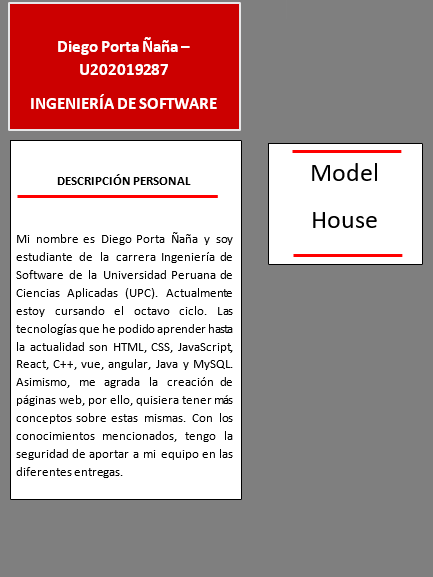 Diego Porta Ñaña –
U202019287
INGENIERÍA DE SOFTWARE
DESCRIPCIÓN PERSONAL
Mi nombre es Diego Porta Ñaña y soy
estudiante de la carrera Ingeniería de
Software de la Universidad Peruana de
Ciencias Aplicadas (UPC). Actualmente
estoy cursando el octavo ciclo. Las
tecnologías que he podido aprender hasta
la actualidad son HTML, CSS, JavaScript,
React, C++, vue, angular, Java y MySQL.
Asimismo, me agrada la creación de
páginas web, por ello, quisiera tener más
conceptos sobre estas mismas. Con los
conocimientos mencionados, tengo la
seguridad de aportar a mi equipo en las
diferentes entregas.
Model
House